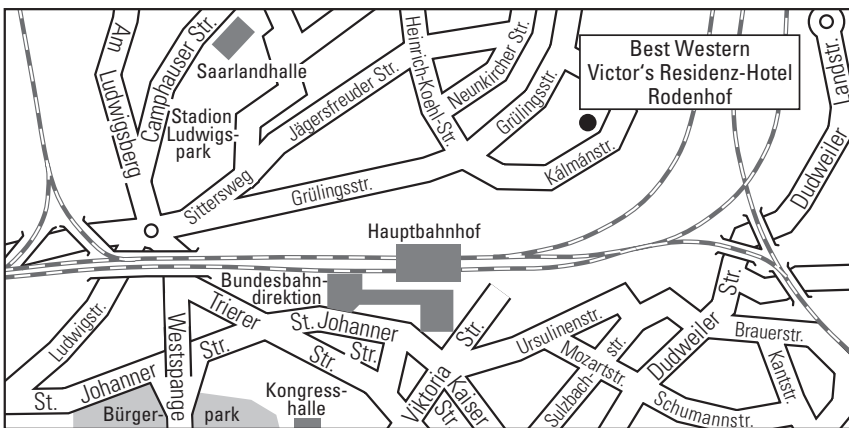 Am
Ludwigsberg
Camphauser Str.
Saarlandhalle
Stadion
Ludwigs-
park
Jägersfreuder Str.
Heinrich-Koehl-Str.
Neunkircher Str.
Grülingsstr.
Best Western
Victor's Residenz-Hotel
Rodenhof
Landstr.
Dudweiler
Kálmánstr.
Sittersweg
Grülingsstr.
Hauptbahnhof
Bundesbahn-
direktion
Ludwigstr.
Westspange
Trierer
Str.
St. Johanner
Str.
St. Johanner
Str.
Bürger-
park
Kongress-
halle
Viktoria
Str.
Kaiser
Str.
Ursulinenstr.
Mozartstr.
Sulzbach-
str.
Dudweiler
Str.
Brauerstr.
Kantstr.
Schumannstr.